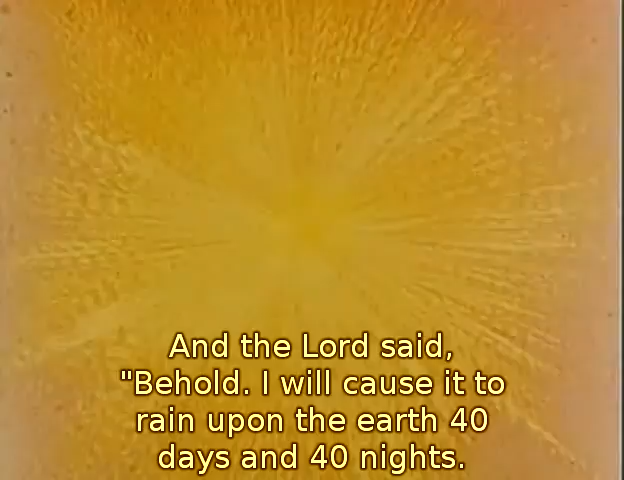 And the Lord said,
"Behold. I will cause it to
rain upon the earth 40
days and 40 nights.